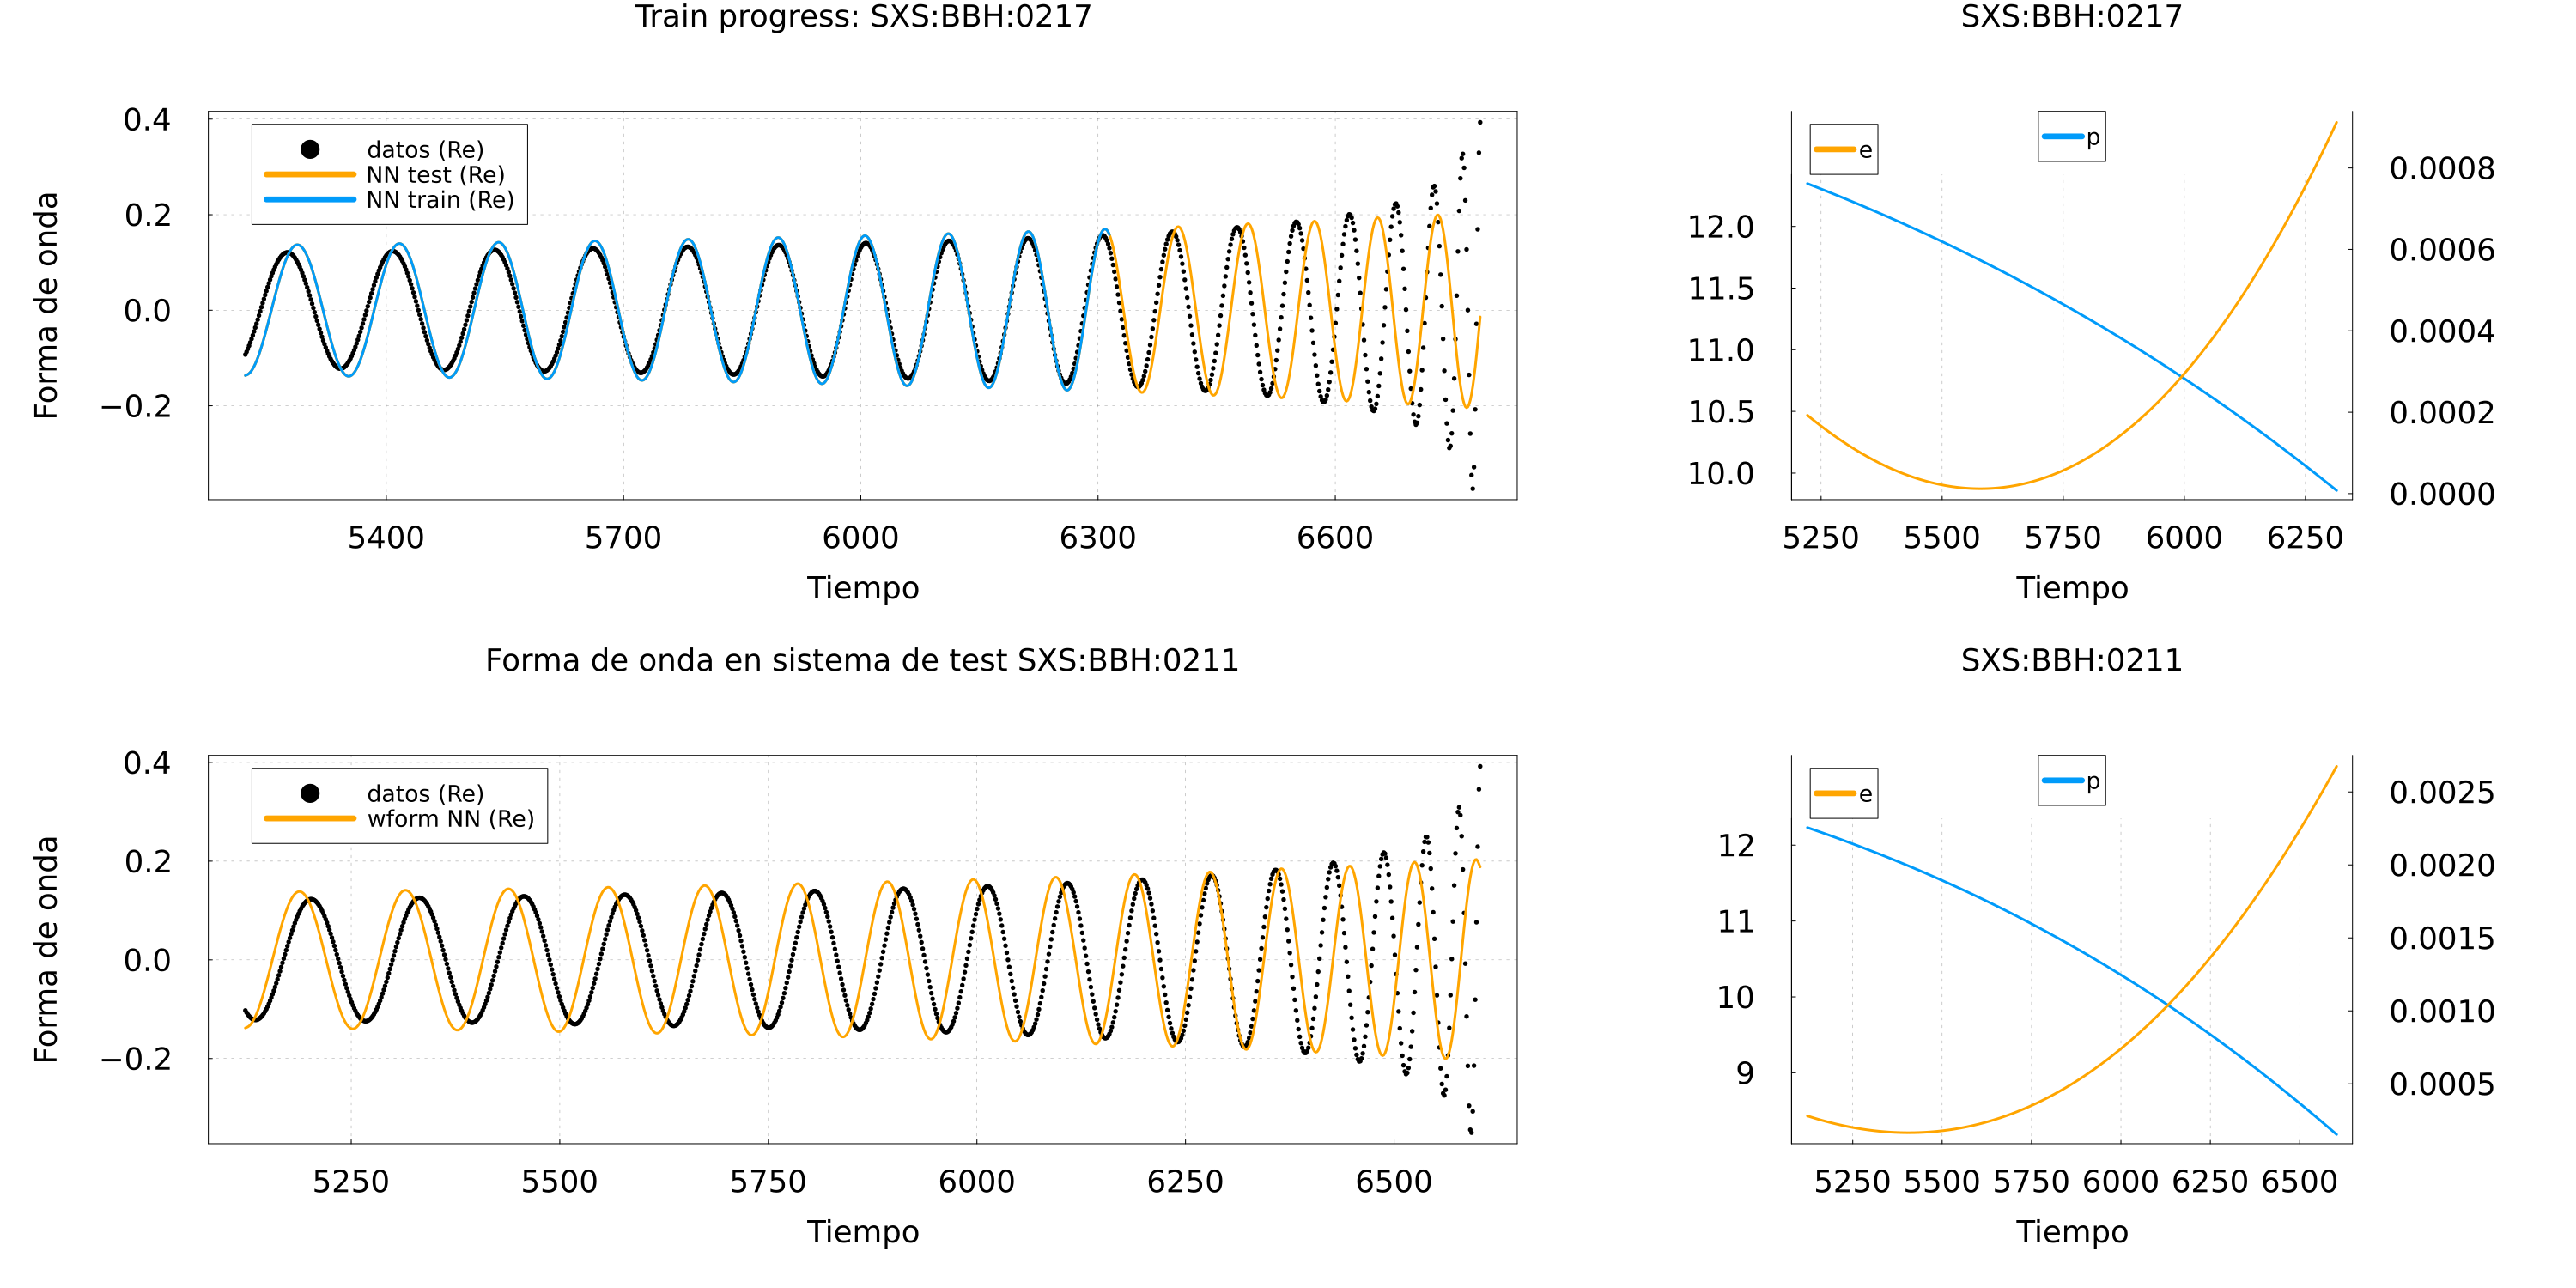 Train progress: SXS:BBH:0217
Forma de onda
0.4
0.2
0.0
−0.2
datos (Re)
NN test (Re)
NN train (Re)
5400 5700 6000 6300 6600
Tiempo
SXS:BBH:0217
e
p
12.0
11.5
11.0
10.5
10.0
0.0008
0.0006
0.0004
0.0002
0.0000
5250 5500 5750 6000 6250
Tiempo
Forma de onda en sistema de test SXS:BBH:0211
Forma de onda
0.4
0.2
0.0
−0.2
datos (Re)
wform NN (Re)
5250 5500 5750 6000 6250 6500
Tiempo
SXS:BBH:0211
e
p
12
11
10
9
0.0025
0.0020
0.0015
0.0010
0.0005
5250 5500 5750 6000 6250 6500
Tiempo